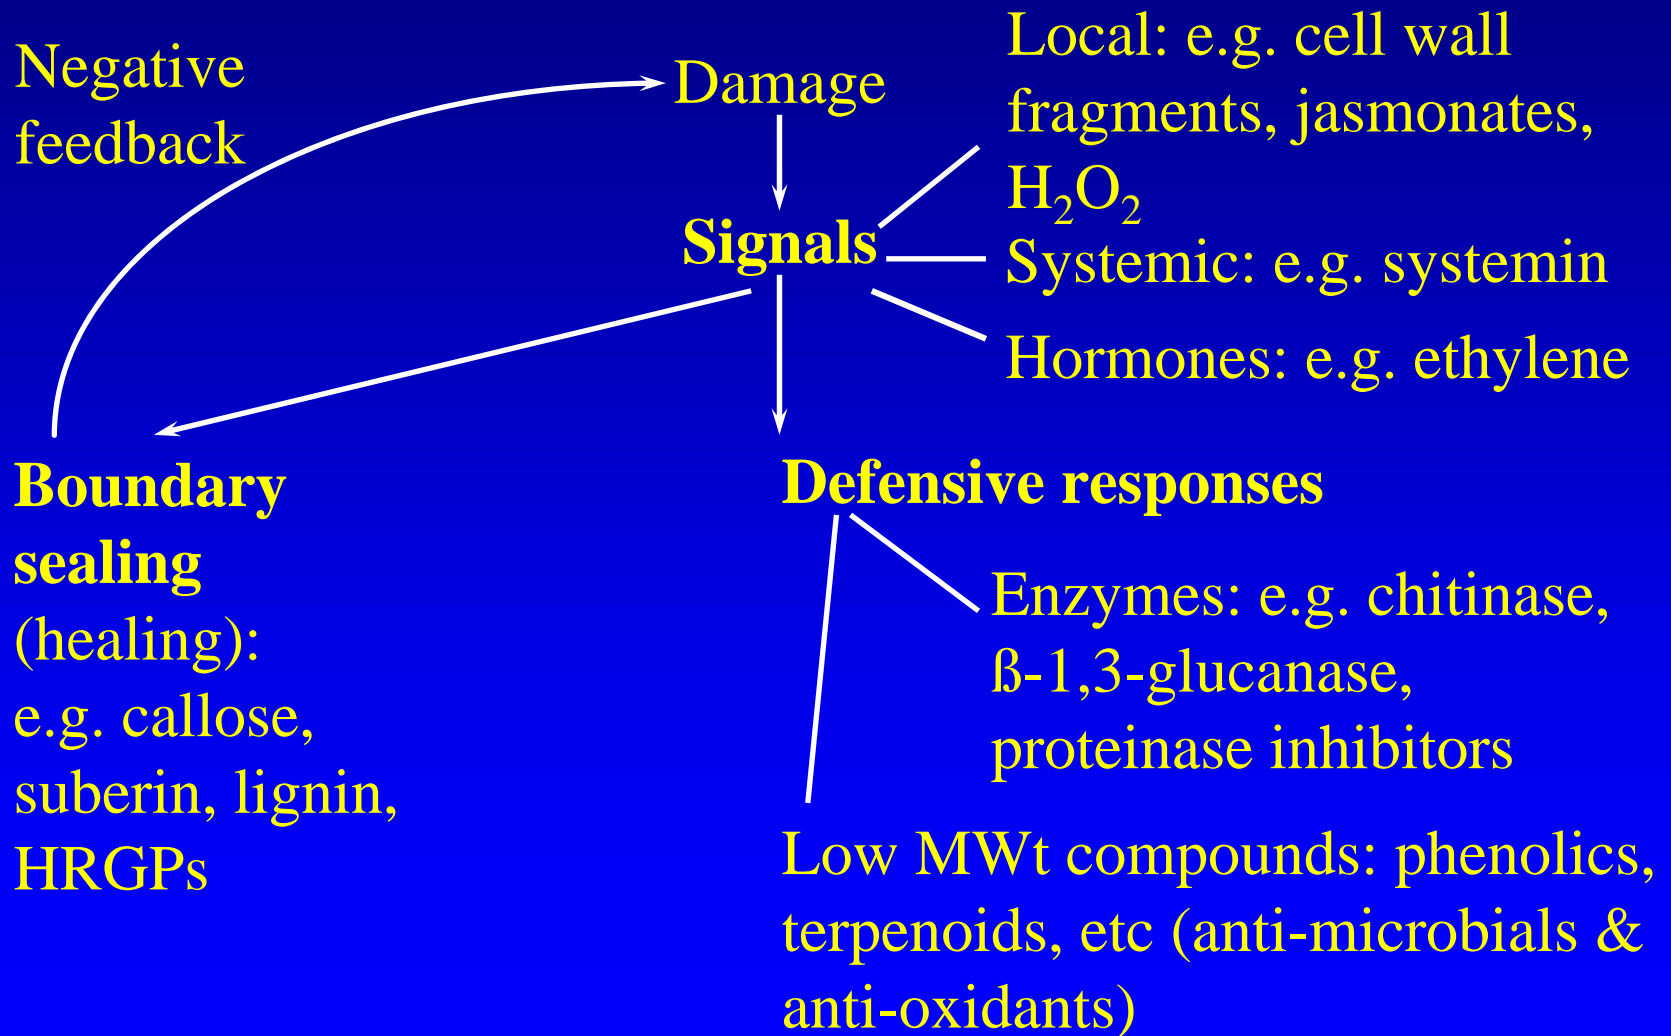 Negative
feedback
Damage
Local: e.g. cell wall
fragments, jasmonates,
H₂O₂
Signals
Systemic: e.g. systemin
Hormones: e.g. ethylene
Boundary
sealing
(healing):
e.g. callose,
suberin, lignin,
HRGPs
Defensive responses
Enzymes: e.g. chitinase,
ß-1,3-glucanase,
proteinase inhibitors
Low MWt compounds: phenolics,
terpenoids, etc (anti-microbials &
anti-oxidants)